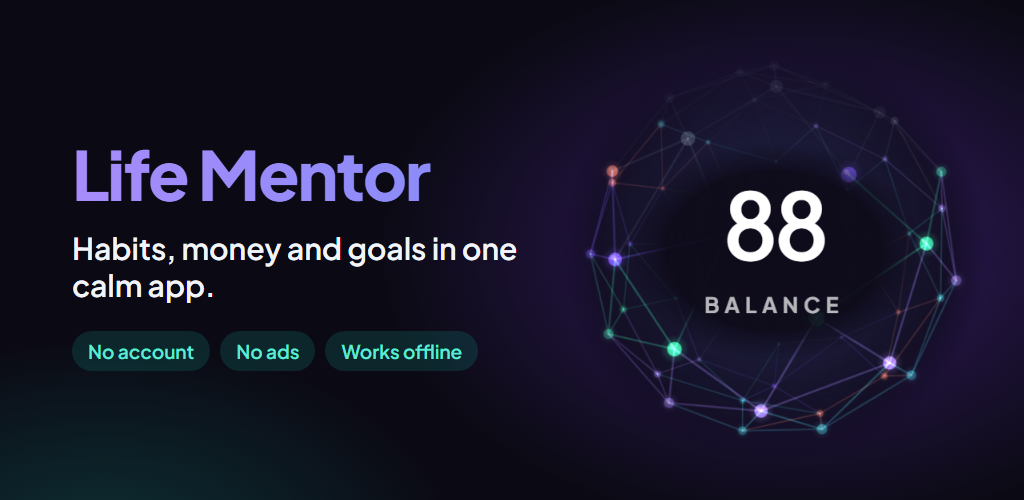 Life Mentor
Habits, money and goals in one
calm app.
No account No ads Works offline
88
BALANCE